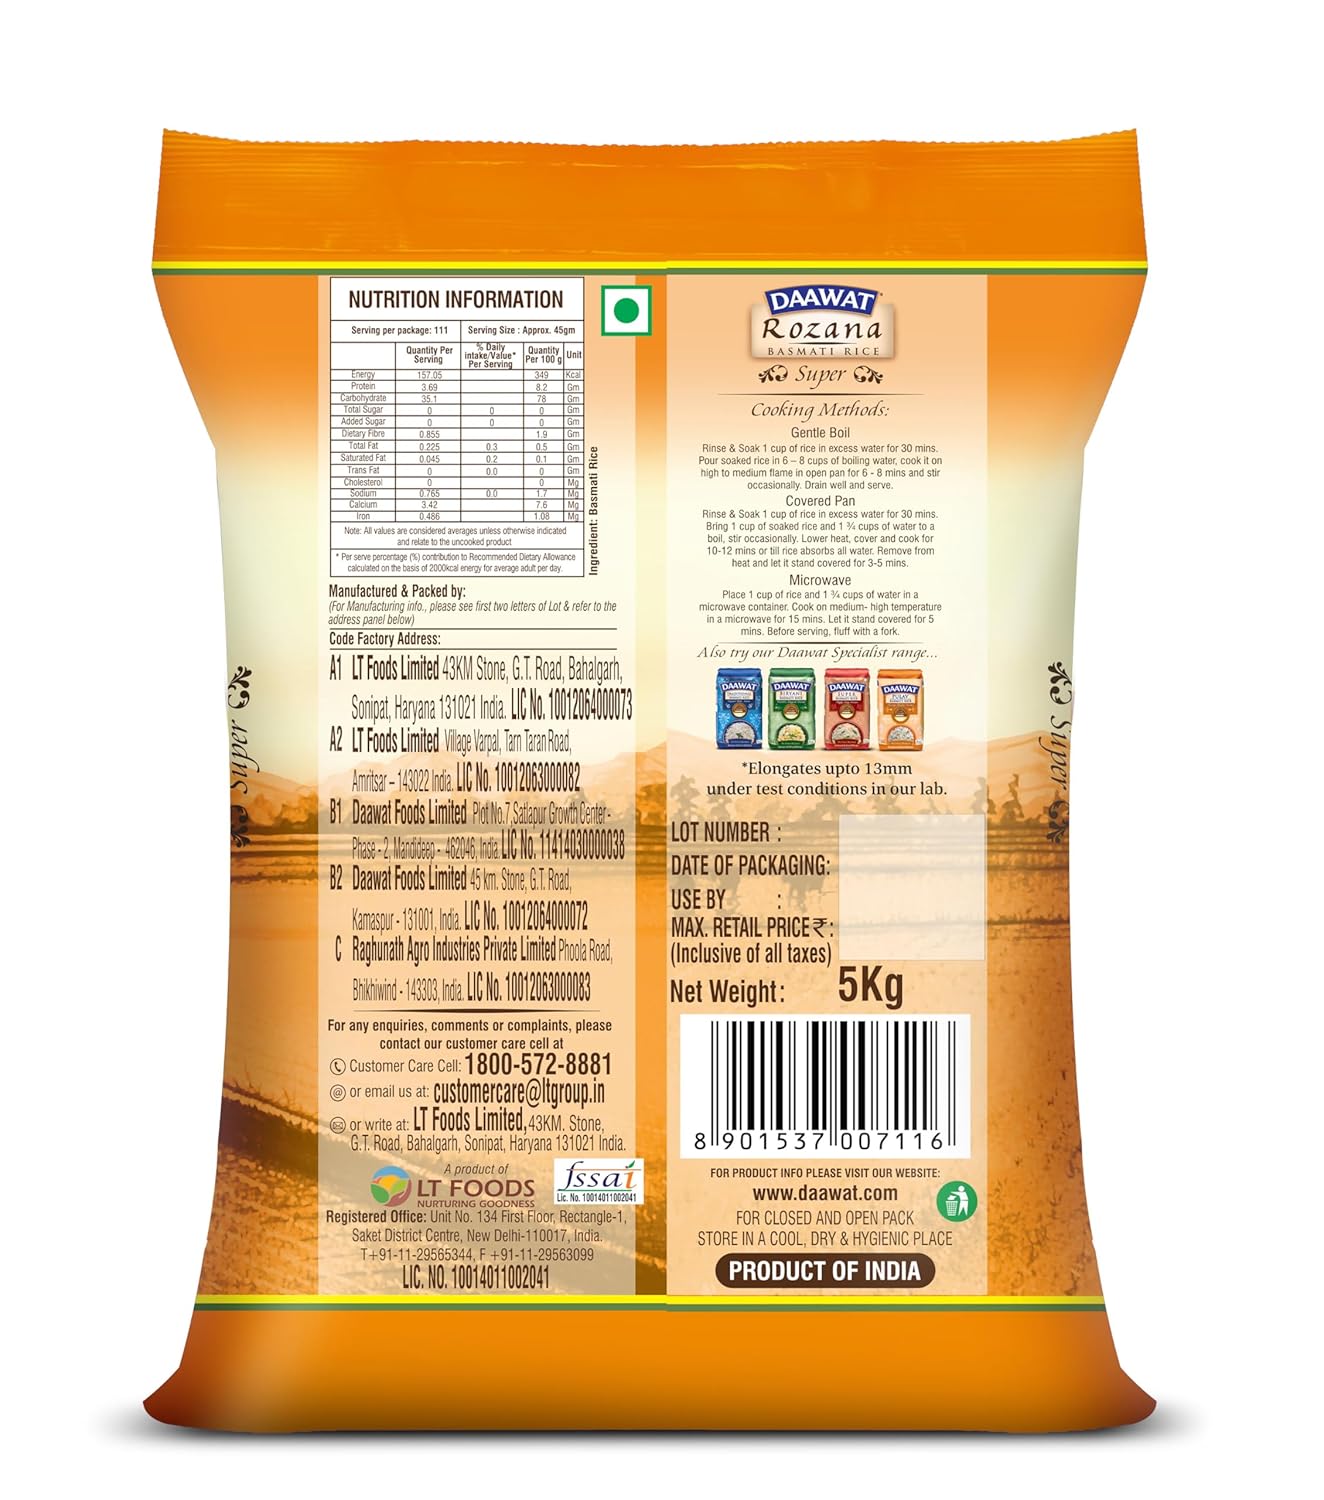 NUTRITION INFORMATION
Serving per package: 111 Serving Size : Approx. 45gm
Quantity Per Serving % Daily intake/Value* Per Serving Quantity Per 100 g Unit
Energy 157.05 349 Kcal
Protein 3.69 8.2 Gm
Carbohydrate 35.1 78 Gm
Total Sugar 0 0 0 Gm
Added Sugar 0 0 0 Gm
Dietary Fibre 0.855 1.9 Gm
Total Fat 0.225 0.3 0.5 Gm
Saturated Fat 0.045 0.2 0.1 Gm
Trans Fat 0 0.0 0 Gm
Cholesterol 0 0 Mg
Sodium 0.765 0.0 1.7 Mg
Calcium 3.42 7.6 Mg
Iron 0.486 1.08 Mg
Note: All values are considered averages unless otherwise indicated
and relate to the uncooked product
* Per serve percentage (%) contribution to Recommended Dietary Allowance
calculated on the basis of 2000kcal energy for average adult per day.
Ingredient: Basmati Rice
Manufactured & Packed by:
(For Manufacturing info., please see first two letters of Lot & refer to the
address panel below)
Code Factory Address:
A1 LT Foods Limited 43KM Stone, G.T. Road, Bahalgarh,
Sonipat, Haryana 131021 India. LIC No. 10012064000073
A2 LT Foods Limited Village Varpal, Tarn Taran Road,
Amritsar – 143022 India. LIC No. 10012063000082
B1 Daawat Foods Limited Plot No.7,Satlapur Growth Center-
Phase - 2, Mandideep - 462046, India. LIC No. 11414030000038
B2 Daawat Foods Limited 45 km. Stone, G.T. Road,
Kamaspur - 131001, India. LIC No. 10012064000072
C Raghunath Agro Industries Private Limited Phoola Road,
Bhikhiwind - 143303, India. LIC No. 10012063000083
For any enquiries, comments or complaints, please
contact our customer care cell at
Customer Care Cell: 1800-572-8881
@ or email us at: customercare@ltgroup.in
or write at: LT Foods Limited, 43KM. Stone,
G.T. Road, Bahalgarh, Sonipat, Haryana 131021 India.
A product of
LT FOODS
NURTURING GOODNESS
fssai
Lic. No. 10014011002041
Registered Office: Unit No. 134 First Floor, Rectangle-1,
Saket District Centre, New Delhi-110017, India.
T+91-11-29565344, F +91-11-29563099
LIC. NO. 10014011002041
DAAWAT
Rozana
BASMATI RICE
Super
Cooking Methods:
Gentle Boil
Rinse & Soak 1 cup of rice in excess water for 30 mins.
Pour soaked rice in 6 – 8 cups of boiling water, cook it on
high to medium flame in open pan for 6 - 8 mins and stir
occasionally. Drain well and serve.
Covered Pan
Rinse & Soak 1 cup of rice in excess water for 30 mins.
Bring 1 cup of soaked rice and 1 ¾ cups of water to a
boil, stir occasionally. Lower heat, cover and cook for
10-12 mins or till rice absorbs all water. Remove from
heat and let it stand covered for 3-5 mins.
Microwave
Place 1 cup of rice and 1 ¾ cups of water in a
microwave container. Cook on medium- high temperature
in a microwave for 15 mins. Let it stand covered for 5
mins. Before serving, fluff with a fork.
Also try our Daawat Specialist range...
DAAWAT DAAWAT DAAWAT DAAWAT
TRADITIONAL BIRYANI SUPER PULAV
*Elongates upto 13mm
under test conditions in our lab.
LOT NUMBER :
DATE OF PACKAGING:
USE BY :
MAX. RETAIL PRICE ₹:
(Inclusive of all taxes)
Net Weight: 5Kg
8 901537 007116
FOR PRODUCT INFO PLEASE VISIT OUR WEBSITE:
www.daawat.com
FOR CLOSED AND OPEN PACK
STORE IN A COOL, DRY & HYGIENIC PLACE
PRODUCT OF INDIA
Super
Super